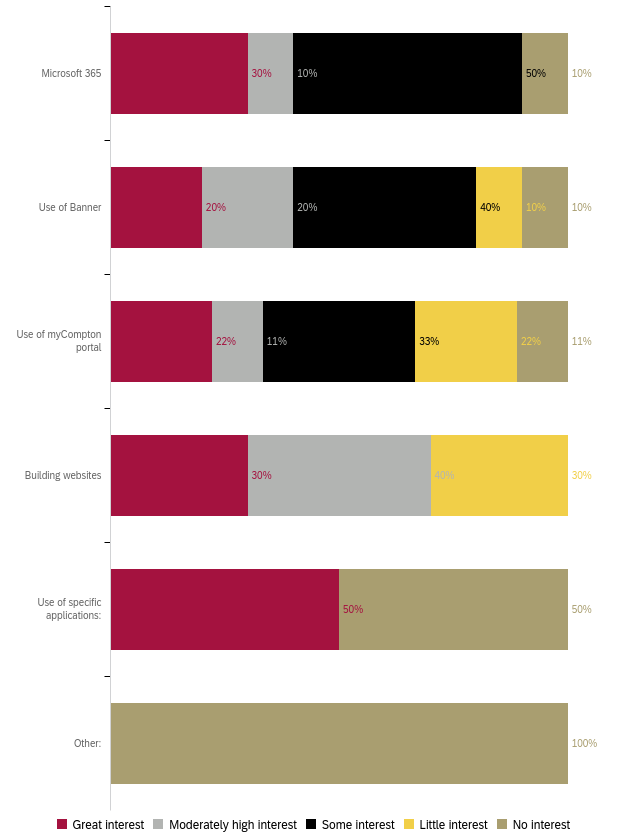 Microsoft 365
30%
10%
50%
10%
Use of Banner
20%
20%
40%
10%
10%
Use of myCompton
portal
22%
11%
33%
22%
11%
Building websites
30%
40%
30%
Use of specific
applications:
50%
50%
Other:
100%
Great interest
Moderately high interest
Some interest
Little interest
No interest